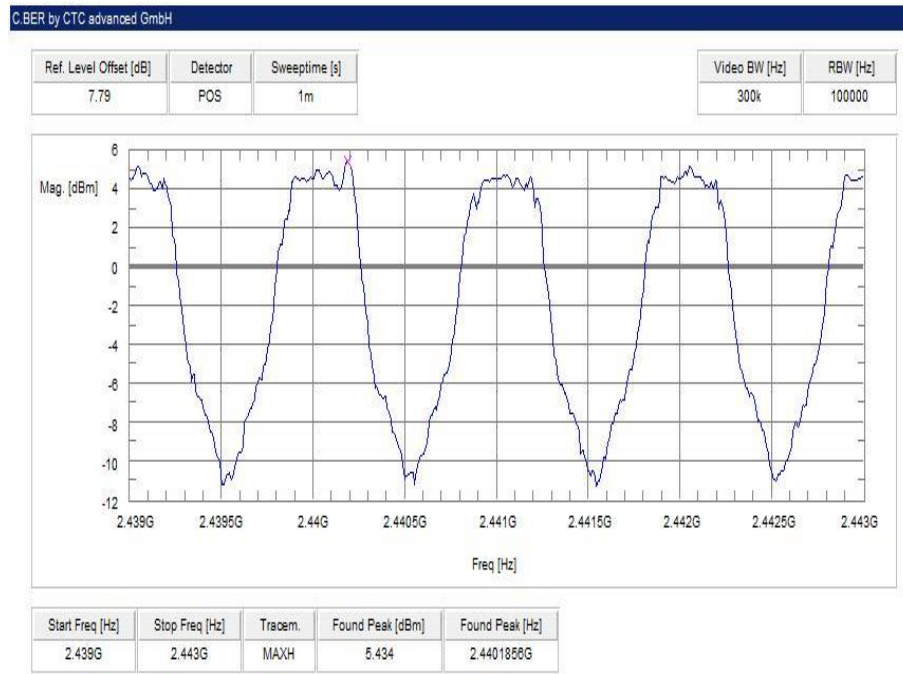 C.BER by CTC advanced GmbH
Ref. Level Offset [dB] Detector Sweeptime [s] Video BW [Hz] RBW [Hz]
7.79 POS 1m 300k 100000
6
Mag. [dBm] 4
2
0
-2
-4
-6
-8
-10
-12
2.439G 2.4395G 2.44G 2.4405G 2.441G 2.4415G 2.442G 2.4425G 2.443G
Freq [Hz]
Start Freq [Hz] Stop Freq [Hz] Tracem. Found Peak [dBm] Found Peak [Hz]
2.439G 2.443G MAXH 5.434 2.4401856G